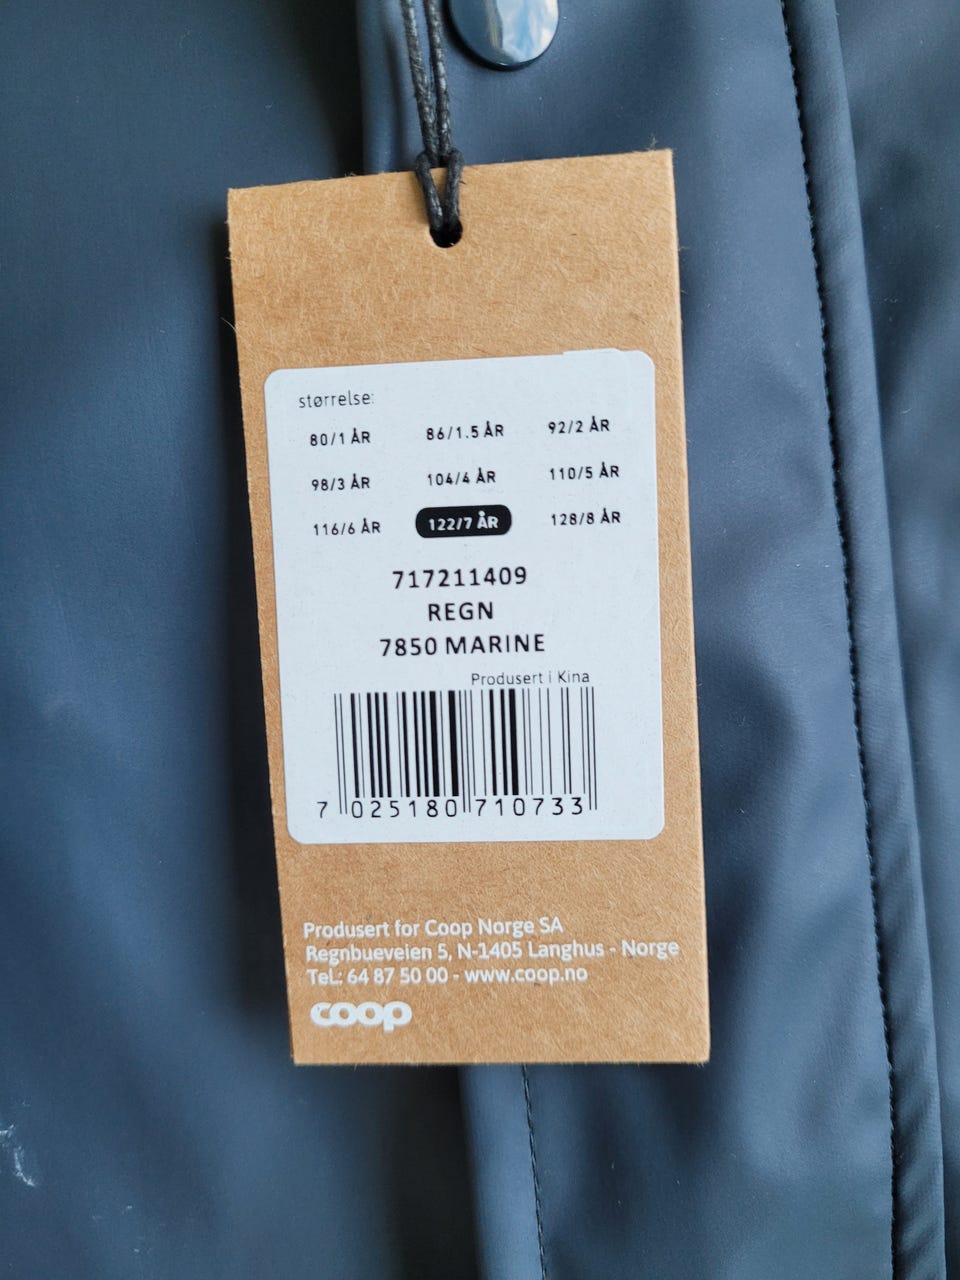 størrelse:
80/1 ÅR 86/1.5 ÅR 92/2 ÅR
98/3 ÅR 104/4 ÅR 110/5 ÅR
116/6 ÅR 122/7 ÅR 128/8 ÅR
717211409
REGN
7850 MARINE
Produsert i Kina
7 025180 710733
Produsert for Coop Norge SA
Regnbueveien 5, N-1405 Langhus - Norge
Tel: 64 87 50 00 - www.coop.no
coop